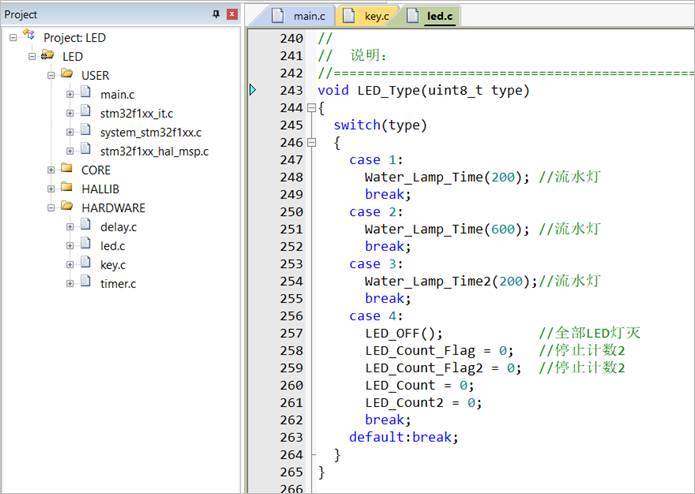 Project
Project: LED
LED
USER
main.c
stm32f1xx_it.c
system_stm32f1xx.c
stm32f1xx_hal_msp.c
CORE
HALLIB
HARDWARE
delay.c
led.c
key.c
timer.c
main.c key.c led.c
240 //
241 // 说明:
242 //==============================================
243 void LED_Type(uint8_t type)
244 {
245 switch(type)
246 {
247 case 1:
248 Water_Lamp_Time(200); //流水灯
249 break;
250 case 2:
251 Water_Lamp_Time(600); //流水灯
252 break;
253 case 3:
254 Water_Lamp_Time2(200);//流水灯
255 break;
256 case 4:
257 LED_OFF(); //全部LED灯灭
258 LED_Count_Flag = 0; //停止计数2
259 LED_Count_Flag2 = 0; //停止计数2
260 LED_Count = 0;
261 LED_Count2 = 0;
262 break;
263 default:break;
264 }
265 }
266